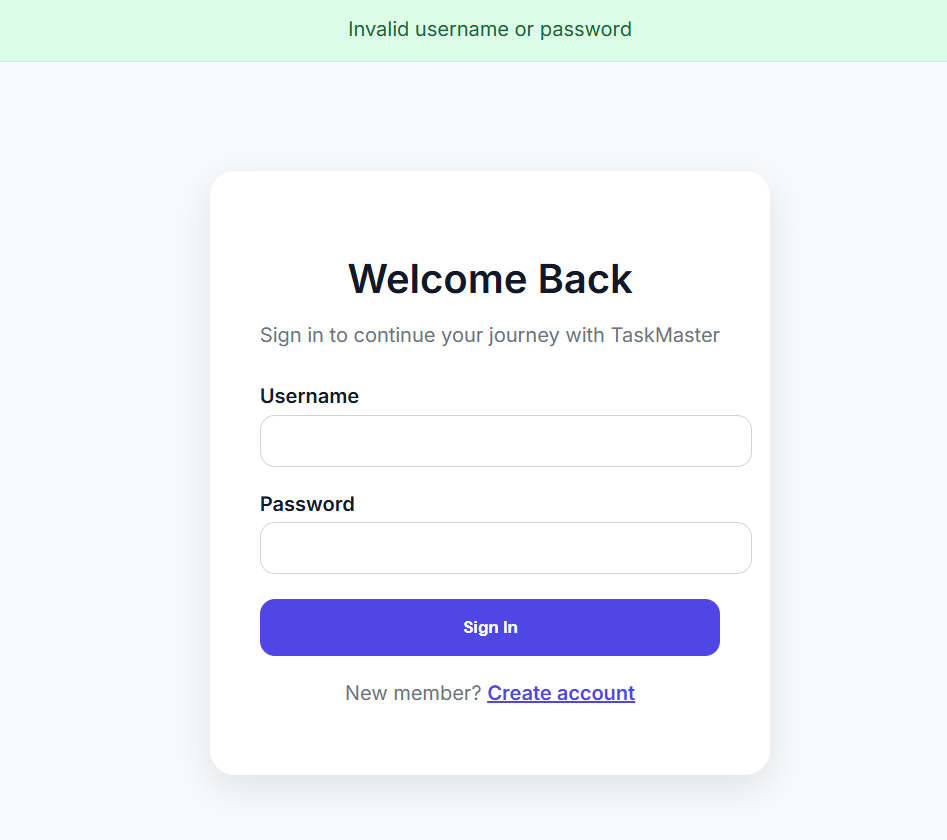 Invalid username or password
Welcome Back
Sign in to continue your journey with TaskMaster
Username
Password
Sign In
New member? Create account